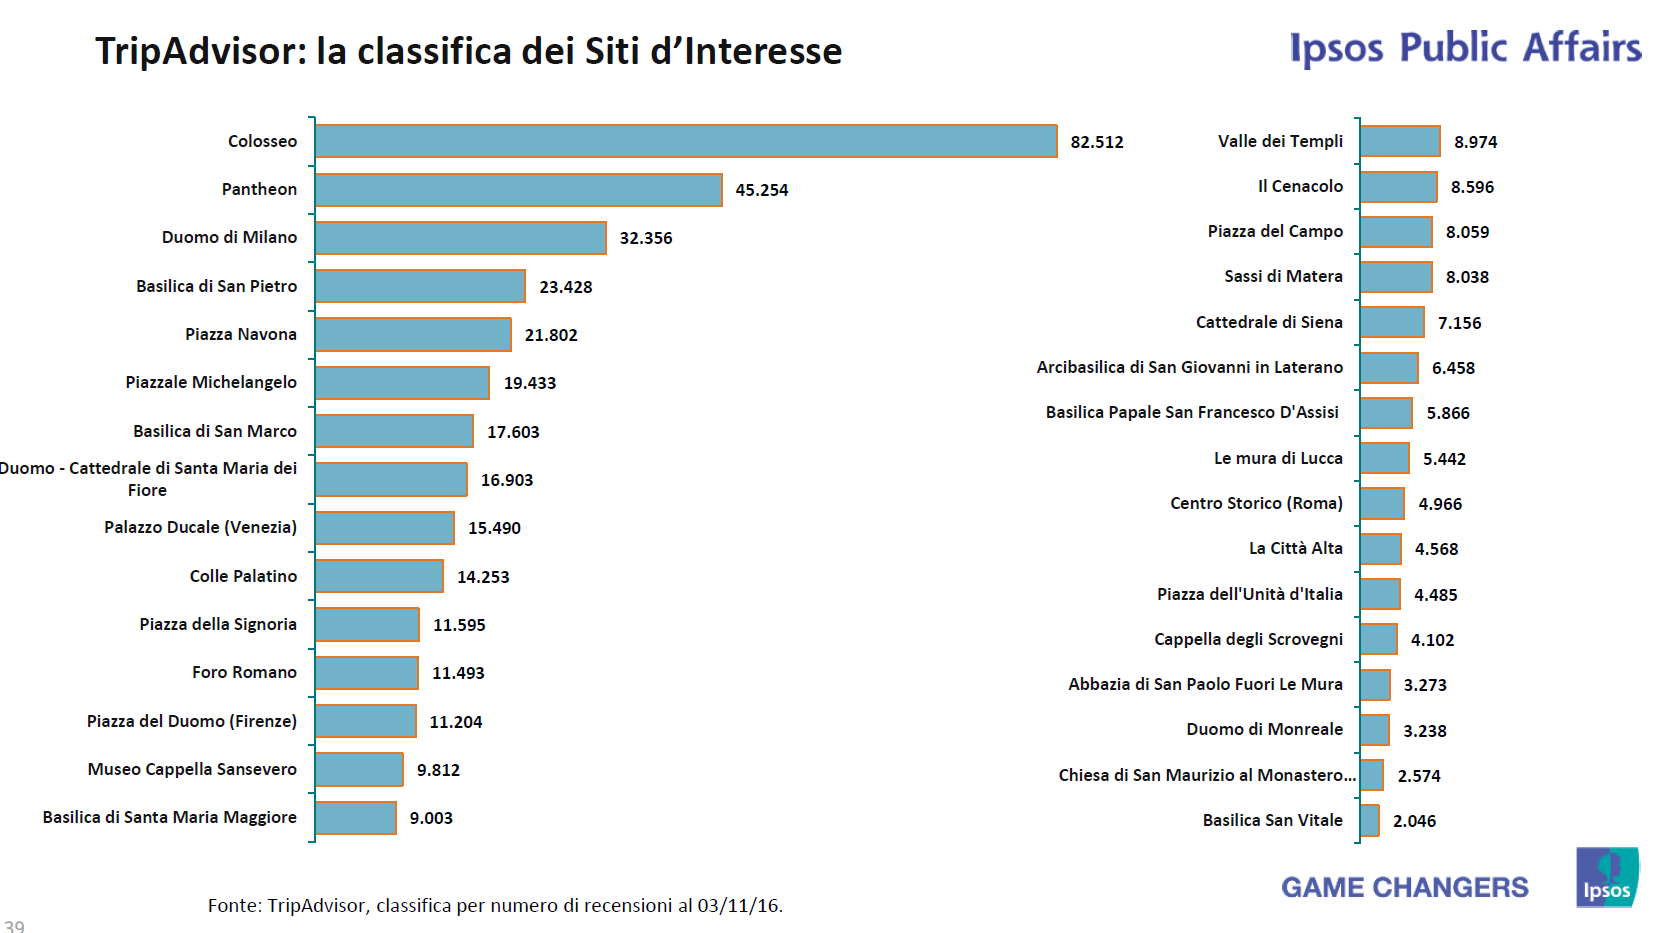 TripAdvisor: la classifica dei Siti d’Interesse
Ipsos Public Affairs
Colosseo 82.512
Pantheon 45.254
Duomo di Milano 32.356
Basilica di San Pietro 23.428
Piazza Navona 21.802
Piazzale Michelangelo 19.433
Basilica di San Marco 17.603
Duomo - Cattedrale di Santa Maria dei
Fiore
16.903
Palazzo Ducale (Venezia) 15.490
Colle Palatino 14.253
Piazza della Signoria 11.595
Foro Romano 11.493
Piazza del Duomo (Firenze) 11.204
Museo Cappella Sansevero 9.812
Basilica di Santa Maria Maggiore 9.003
Valle dei Templi 8.974
Il Cenacolo 8.596
Piazza del Campo 8.059
Sassi di Matera 8.038
Cattedrale di Siena 7.156
Arcibasilica di San Giovanni in Laterano 6.458
Basilica Papale San Francesco D'Assisi 5.866
Le mura di Lucca 5.442
Centro Storico (Roma) 4.966
La Città Alta 4.568
Piazza dell'Unità d'Italia 4.485
Cappella degli Scrovegni 4.102
Abbazia di San Paolo Fuori Le Mura 3.273
Duomo di Monreale 3.238
Chiesa di San Maurizio al Monastero... 2.574
Basilica San Vitale 2.046
Fonte: TripAdvisor, classifica per numero di recensioni al 03/11/16.
GAME CHANGERS
Ipsos
39